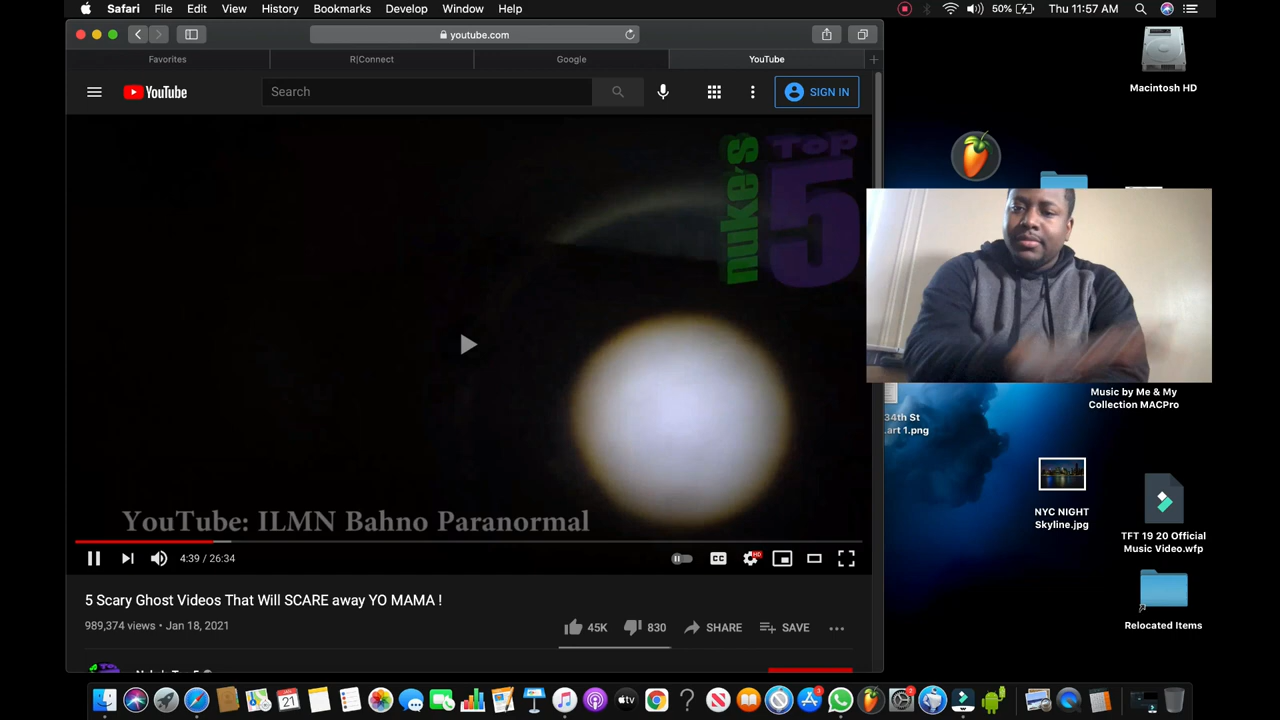 Safari File Edit View History Bookmarks Develop Window Help 50% Thu 11:57 AM
youtube.com
Favorites R|Connect Google YouTube
YouTube Search SIGN IN
Macintosh HD
nuke's Top 5
YouTube: ILMN Bahno Paranormal
4:39 / 26:34 CC HD
5 Scary Ghost Videos That Will SCARE away YO MAMA !
989,374 views • Jan 18, 2021
45K 830 SHARE SAVE
Music by Me & My
Collection MACPro
34th St
art 1.png
NYC NIGHT
Skyline.jpg
TFT 19 20 Official
Music Video.wfp
Relocated Items
21
tv